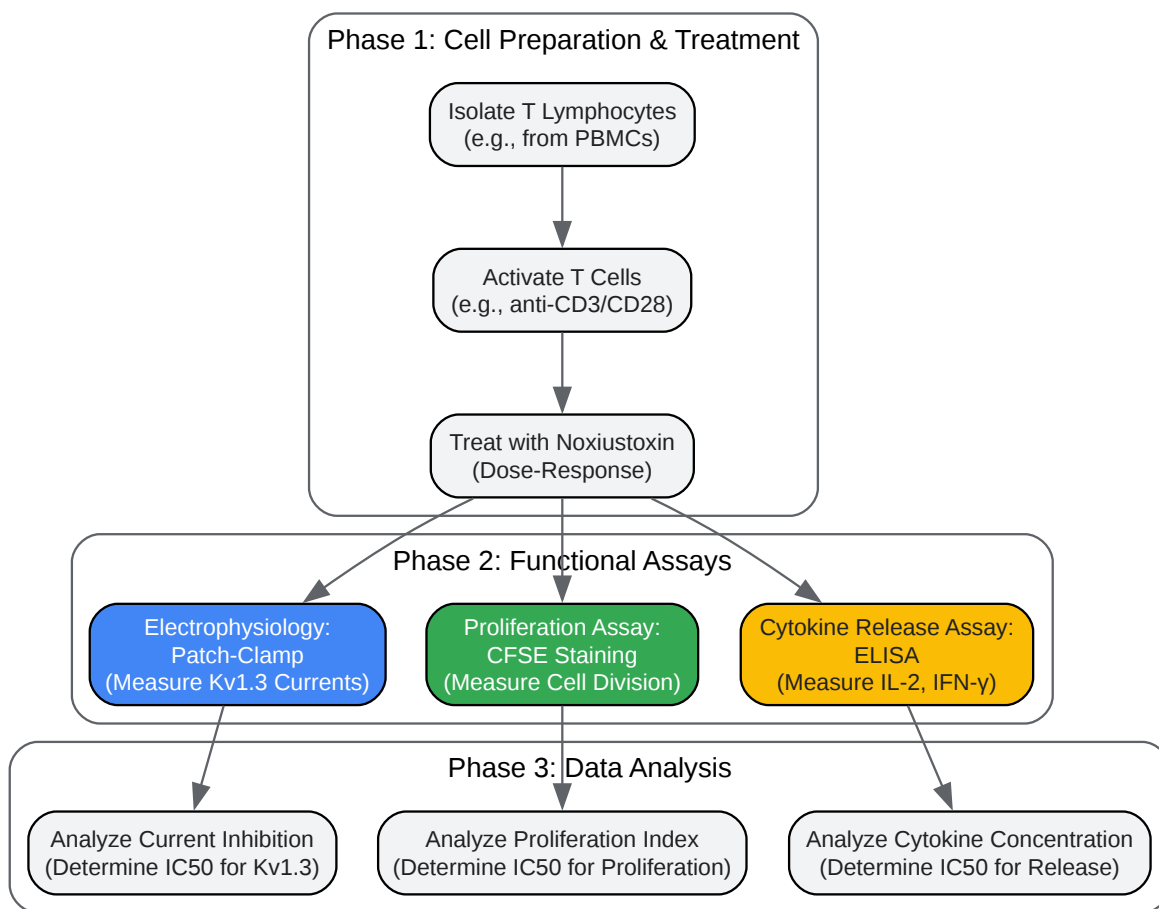 Phase 1: Cell Preparation & Treatment
Isolate T Lymphocytes
(e.g., from PBMCs)
Activate T Cells
(e.g., anti-CD3/CD28)
Treat with Noxiustoxin
(Dose-Response)
Phase 2: Functional Assays
Electrophysiology:
Patch-Clamp
(Measure Kv1.3 Currents)
Proliferation Assay:
CFSE Staining
(Measure Cell Division)
Cytokine Release Assay:
ELISA
(Measure IL-2, IFN-γ)
Phase 3: Data Analysis
Analyze Current Inhibition
(Determine IC50 for Kv1.3)
Analyze Proliferation Index
(Determine IC50 for Proliferation)
Analyze Cytokine Concentration
(Determine IC50 for Release)